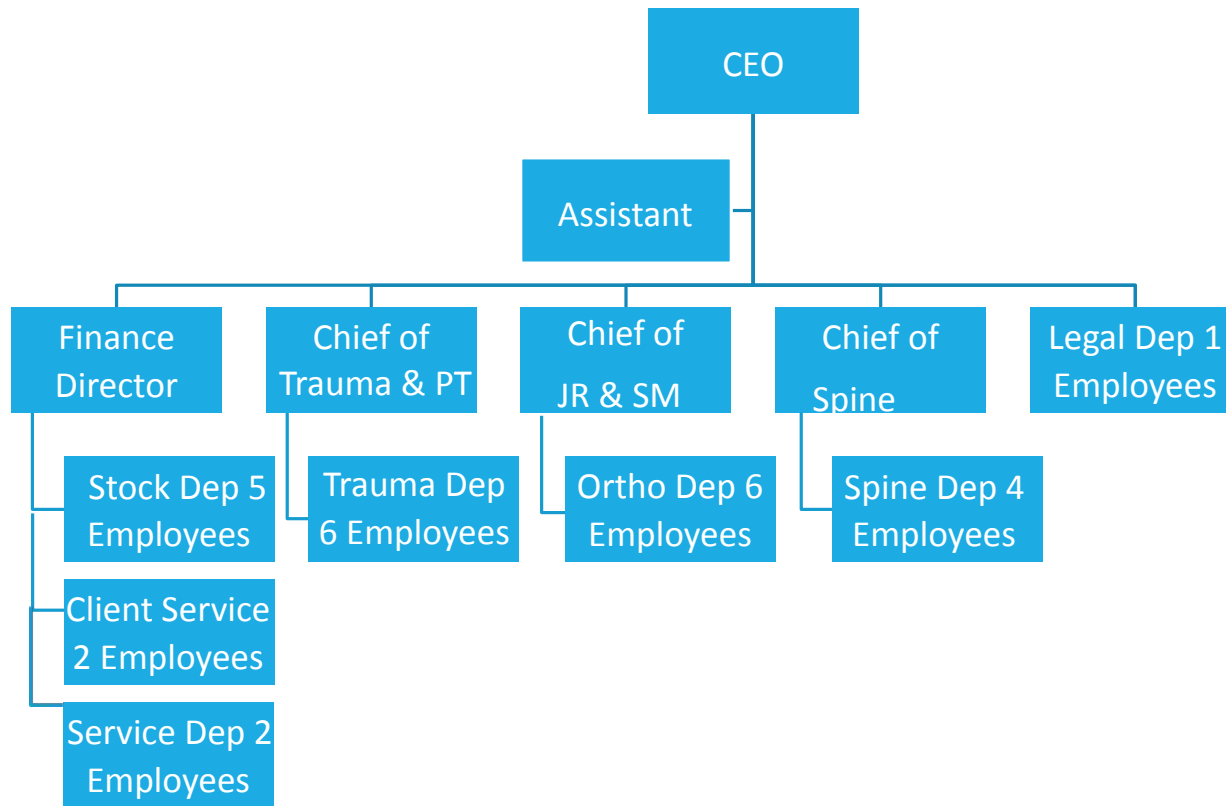 CEO
Assistant
Finance
Director
Chief of
Trauma & PT
Chief of
JR & SM
Chief of
Spine
Legal Dep 1
Employees
Stock Dep 5
Employees
Trauma Dep
6 Employees
Ortho Dep 6
Employees
Spine Dep 4
Employees
Client Service
2 Employees
Service Dep 2
Employees